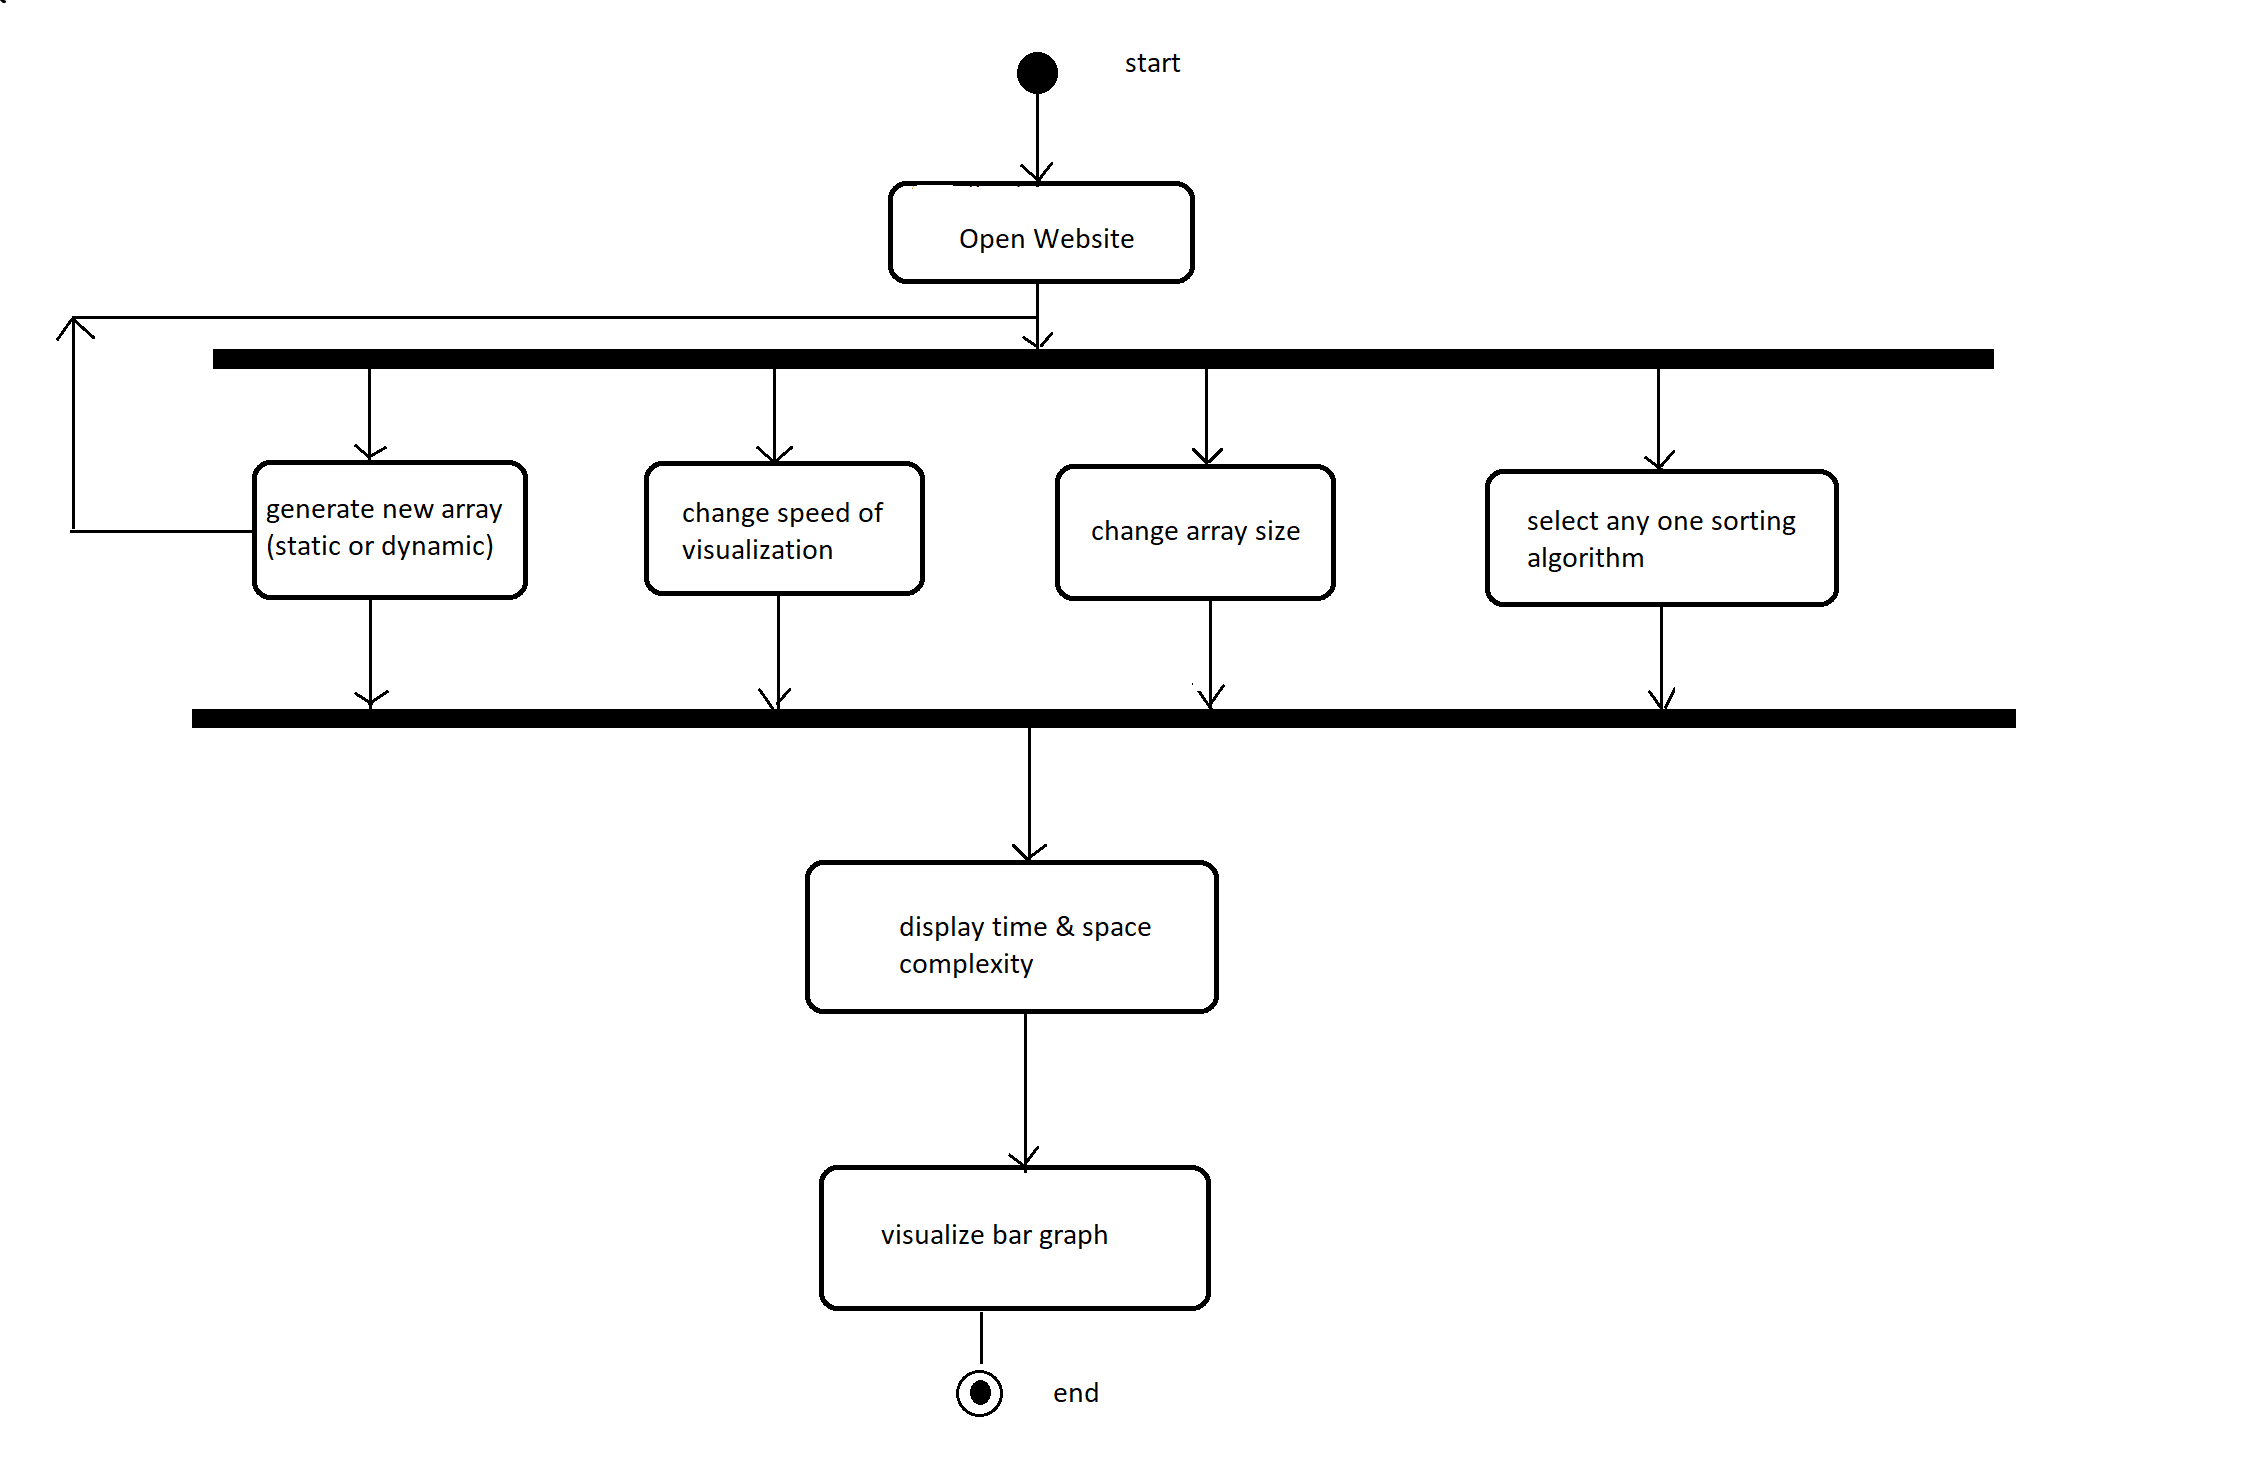 start
Open Website
generate new array
(static or dynamic)
change speed of
visualization
change array size
select any one sorting
algorithm
display time & space
complexity
visualize bar graph
end